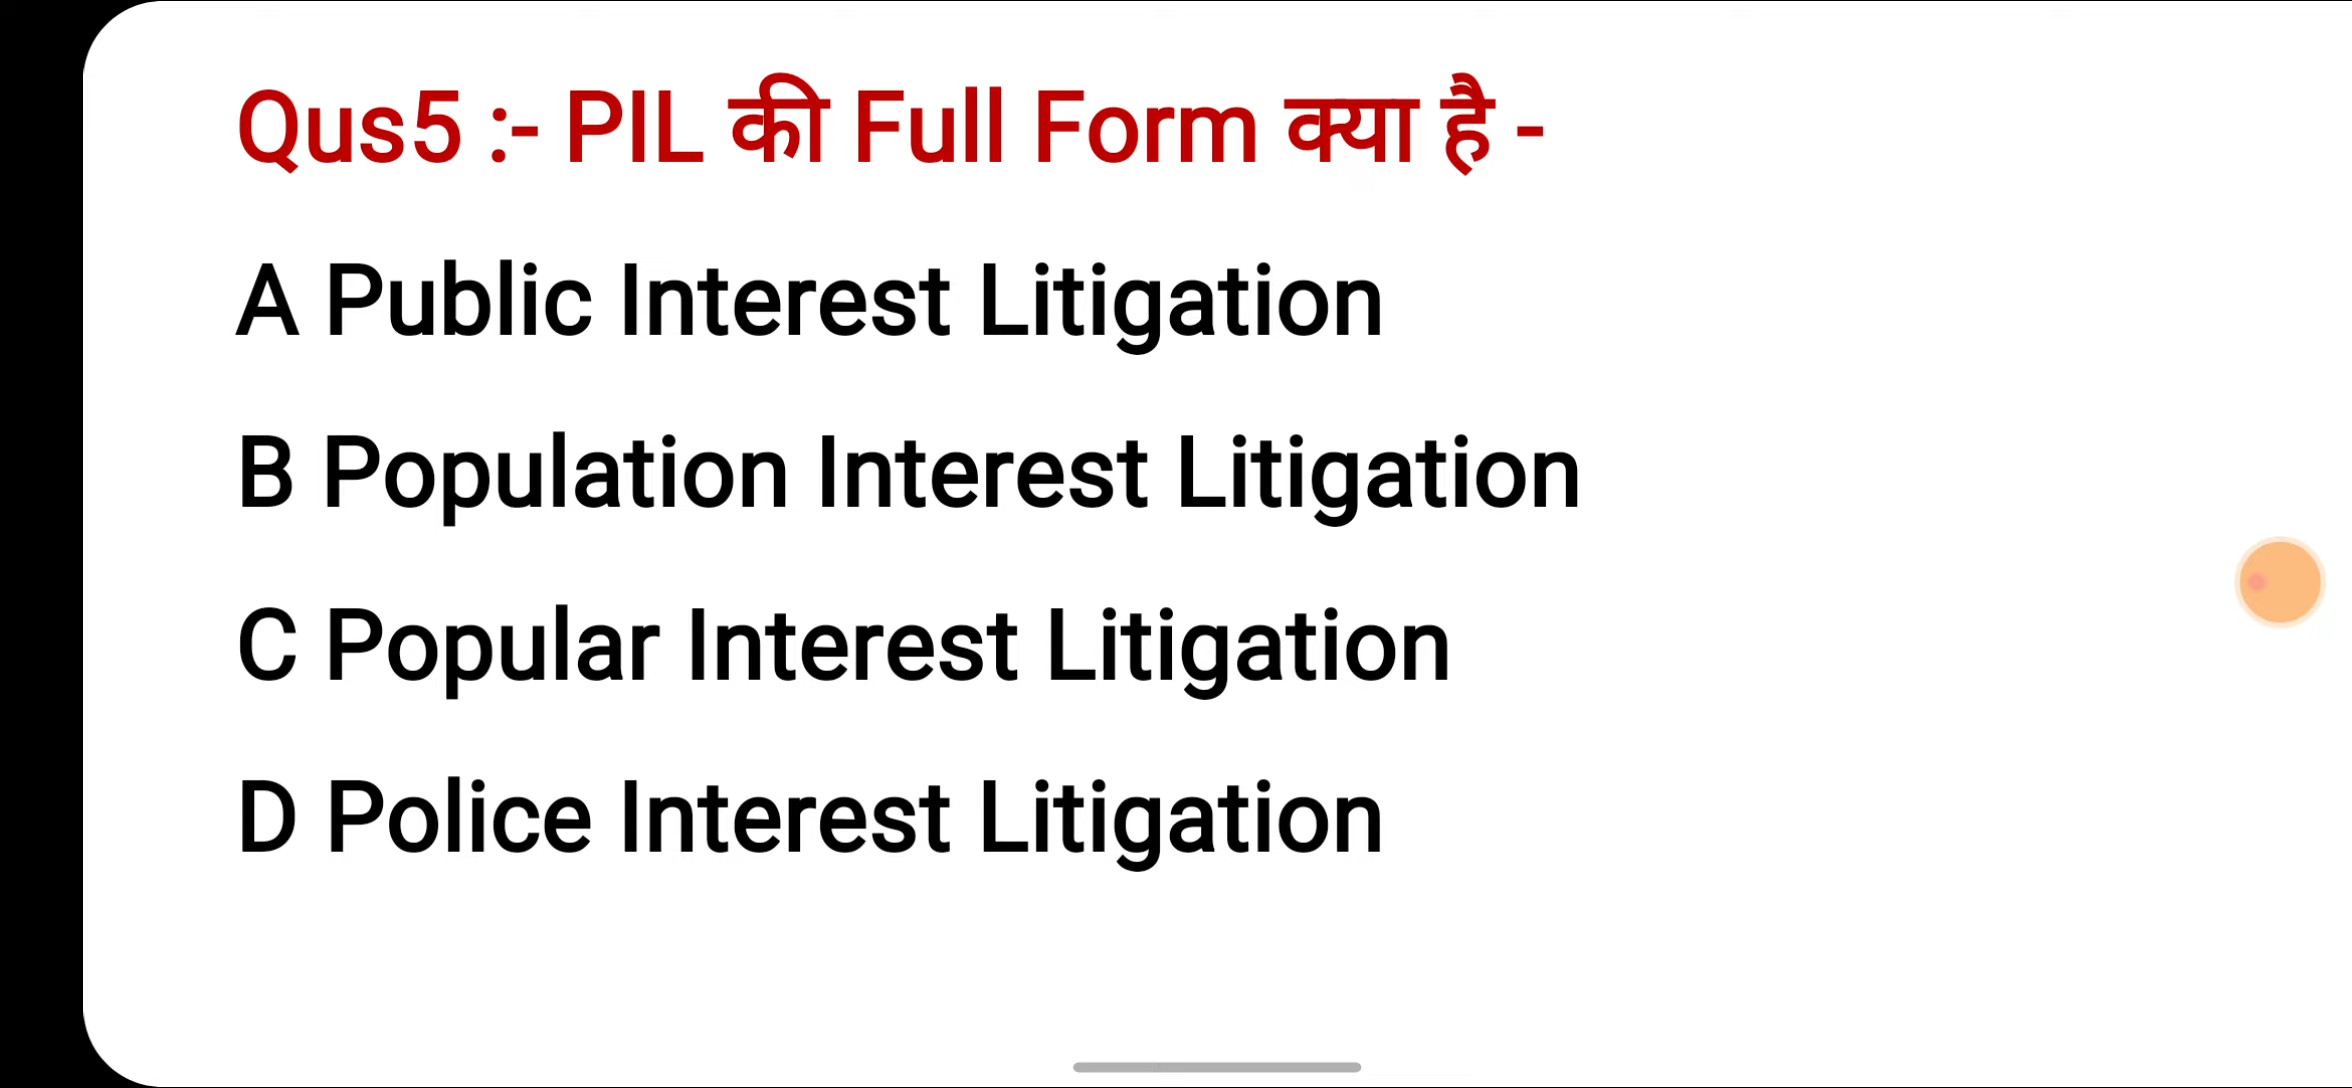 Qus5 :- PIL की Full Form क्या है -
A Public Interest Litigation
B Population Interest Litigation
C Popular Interest Litigation
D Police Interest Litigation